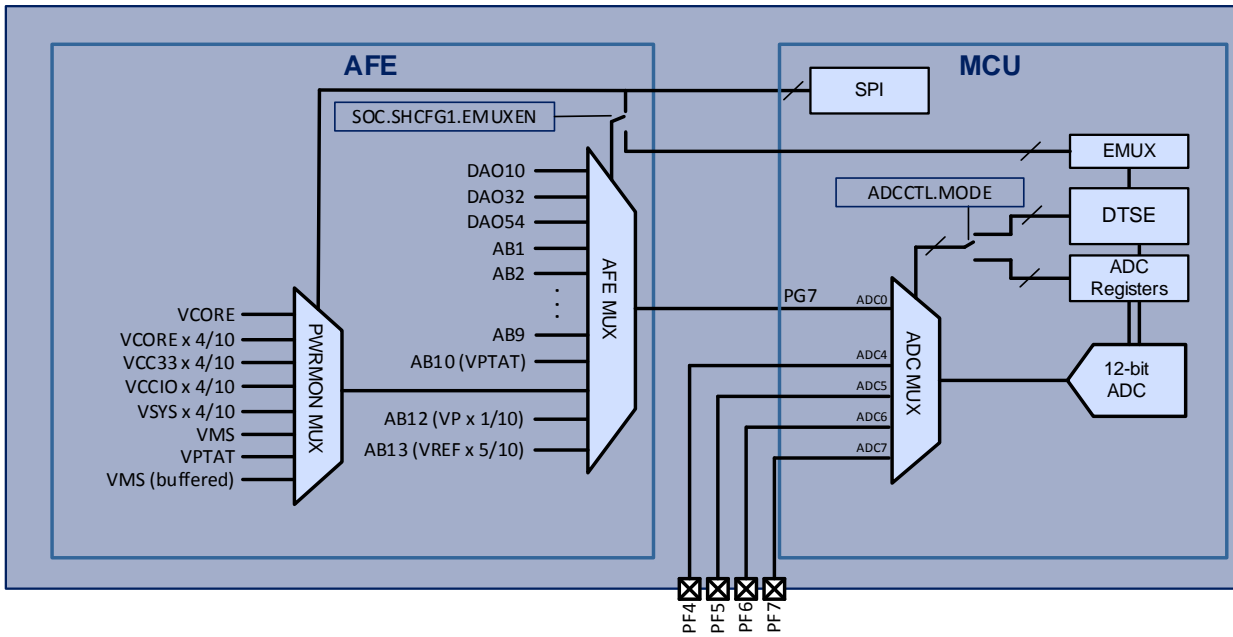 AFE
MCU
SPI
SOC.SHCFG1.EMUXEN
EMUX
DAO10
DAO32
DAO54
AB1
AB2
AB9
AB10 (VPTAT)
AB12 (VP x 1/10)
AB13 (VREF x 5/10)
AFE MUX
ADCCTL.MODE
DTSE
ADC
Registers
VCORE
VCORE x 4/10
VCC33 x 4/10
VCCIO x 4/10
VSYS x 4/10
VMS
VPTAT
VMS (buffered)
PWRMON MUX
PG7
ADC0
ADC4
ADC5
ADC6
ADC7
ADC MUX
12-bit
ADC
PF4
PF5
PF6
PF7